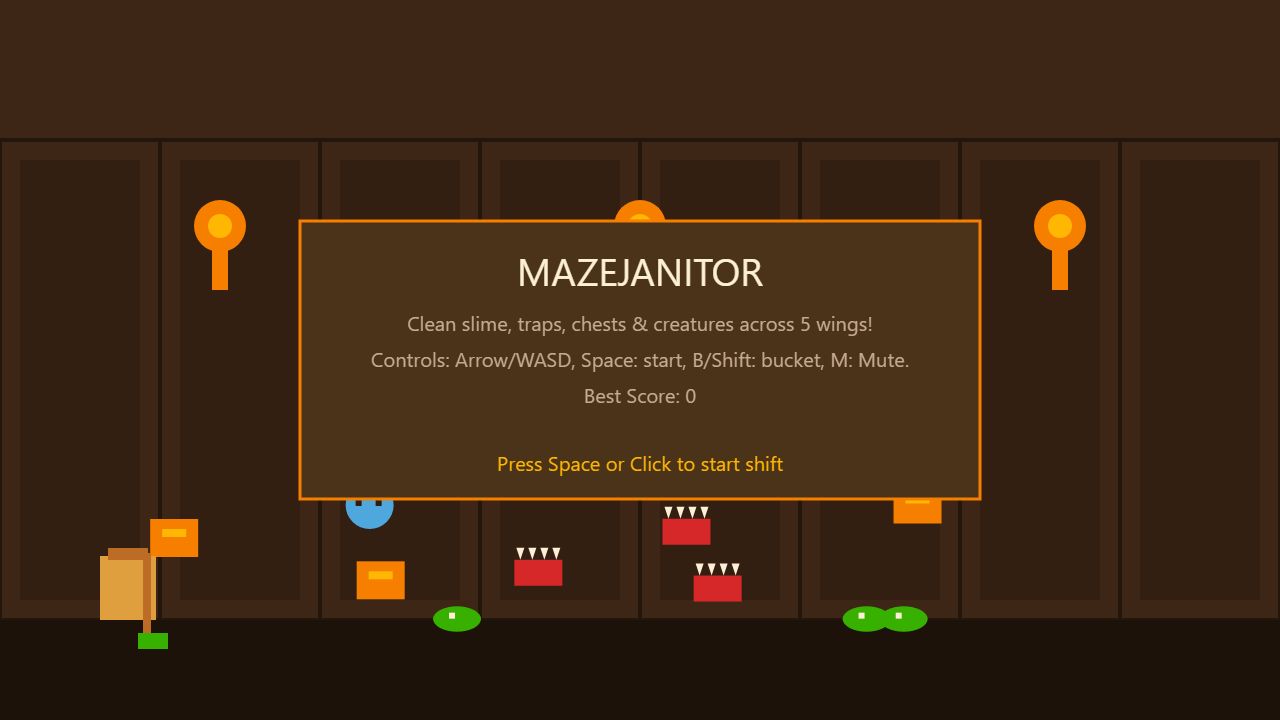 MAZEJANITOR
Clean slime, traps, chests & creatures across 5 wings!
Controls: Arrow/WASD, Space: start, B/Shift: bucket, M: Mute.
Best Score: 0
Press Space or Click to start shift